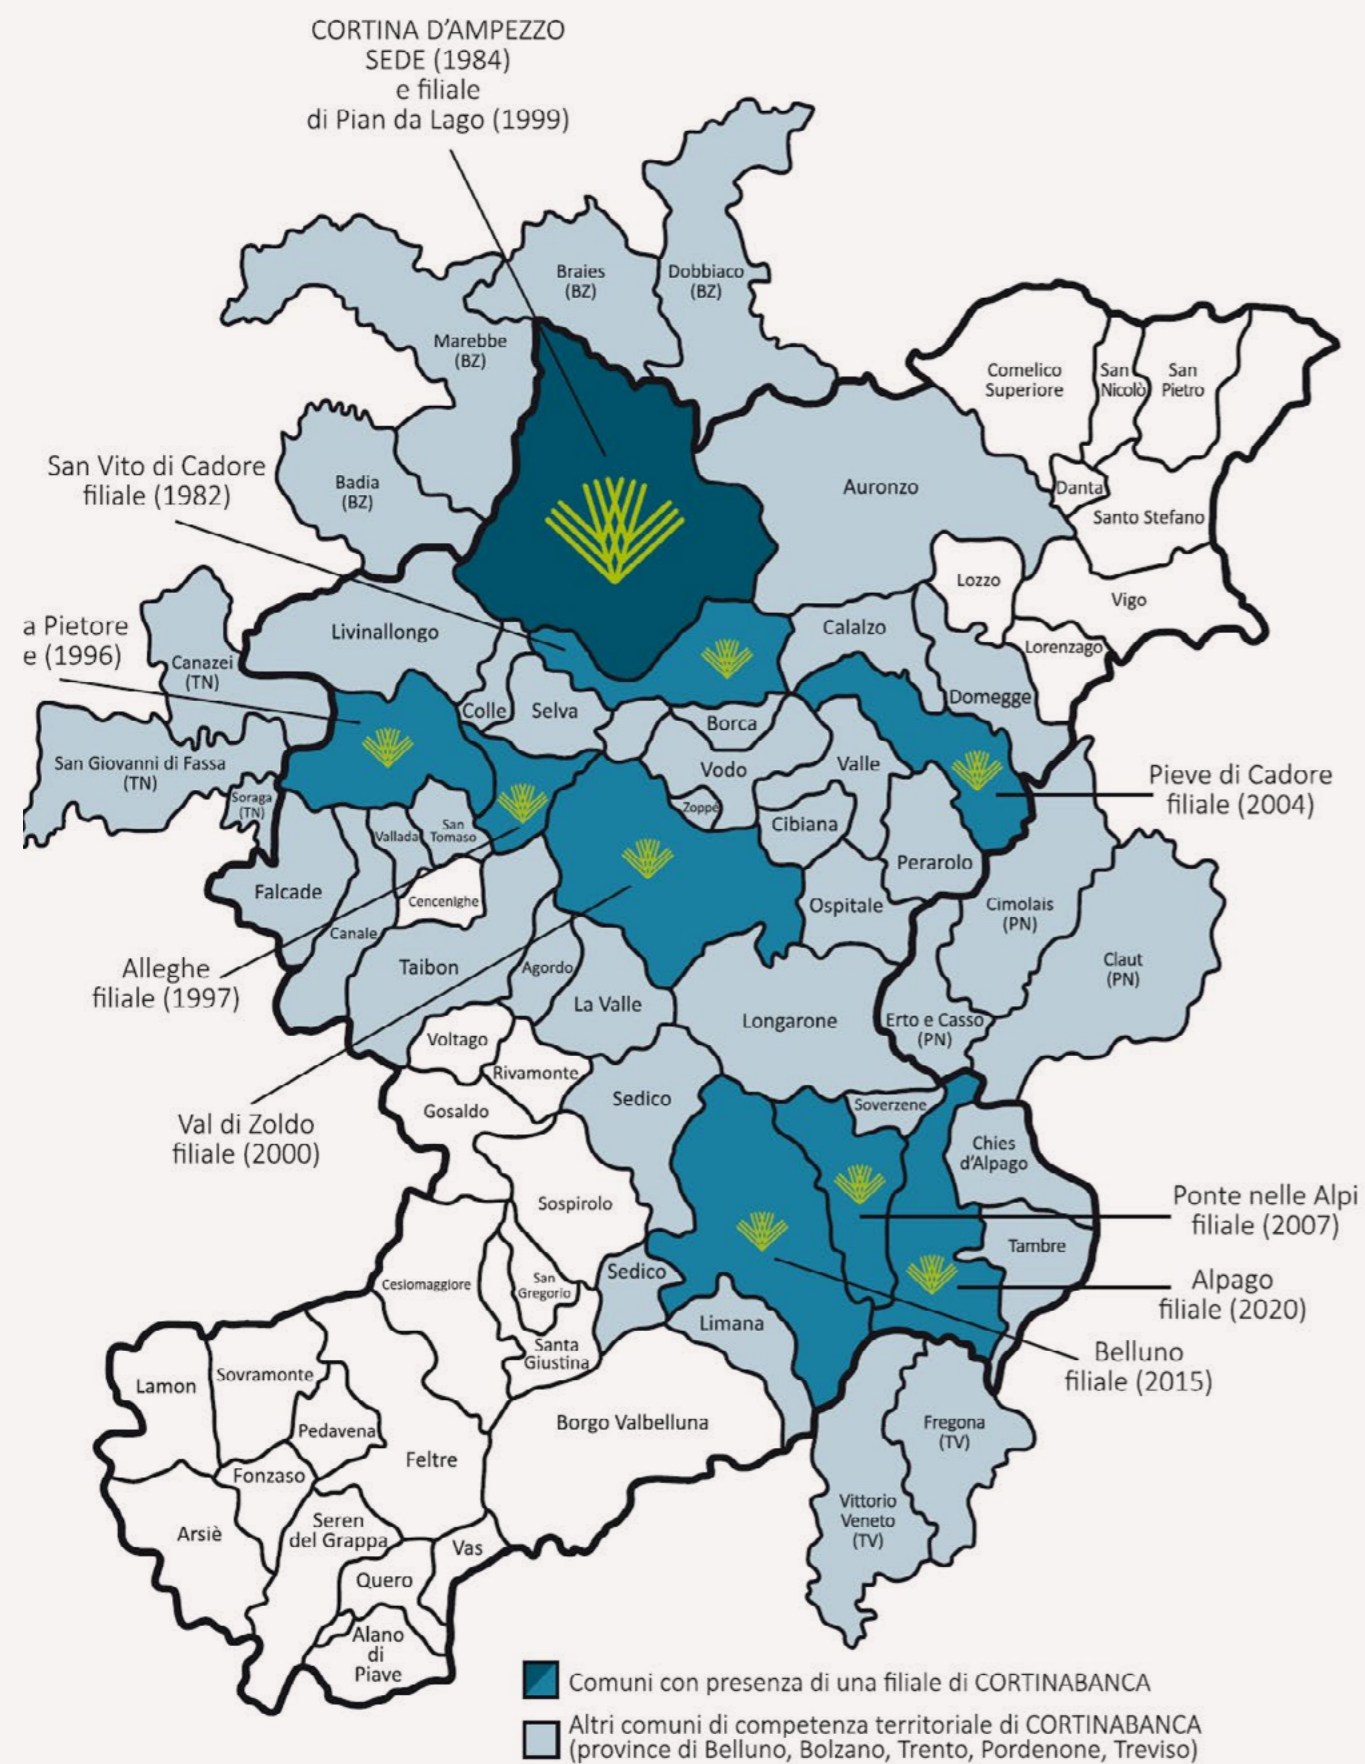 CORTINA D'AMPEZZO
SEDE (1984)
e filiale
di Pian da Lago (1999)
Braies
(BZ)
Dobbiaco
(BZ)
Marebbe
(BZ)
Comelico
Superiore
San
Nicolò
San
Pietro
San Vito di Cadore
filiale (1982)
Badia
(BZ)
Auronzo
Danta
Santo Stefano
Lozzo
Vigo
a Pietore
e (1996)
Canazei
(TN)
Livinallongo
Calalzo
Lorenzago
Domegge
Colle
Selva
Borca
San Giovanni di Fassa
(TN)
Vodo
Valle
Pieve di Cadore
filiale (2004)
Soraga
(TN)
Zoppè
Vallada
San
Tomaso
Cibiana
Perarolo
Falcade
Cencenighe
Ospitale
Cimolais
(PN)
Canale
Alleghe
filiale (1997)
Taibon
Agordo
Claut
(PN)
La Valle
Longarone
Erto e Casso
(PN)
Voltago
Rivamonte
Gosaldo
Sedico
Soverzene
Val di Zoldo
filiale (2000)
Chies
d'Alpago
Sospirolo
Ponte nelle Alpi
filiale (2007)
Tambre
Cesiomaggiore
San
Gregorio
Sedico
Alpago
filiale (2020)
Limana
Santa
Giustina
Belluno
filiale (2015)
Lamon
Sovramonte
Pedavena
Borgo Valbelluna
Fregona
(TV)
Feltre
Fonzaso
Arsiè
Seren
del Grappa
Vas
Vittorio
Veneto
(TV)
Quero
Alano
di
Piave
Comuni con presenza di una filiale di CORTINABANCA
Altri comuni di competenza territoriale di CORTINABANCA
(province di Belluno, Bolzano, Trento, Pordenone, Treviso)